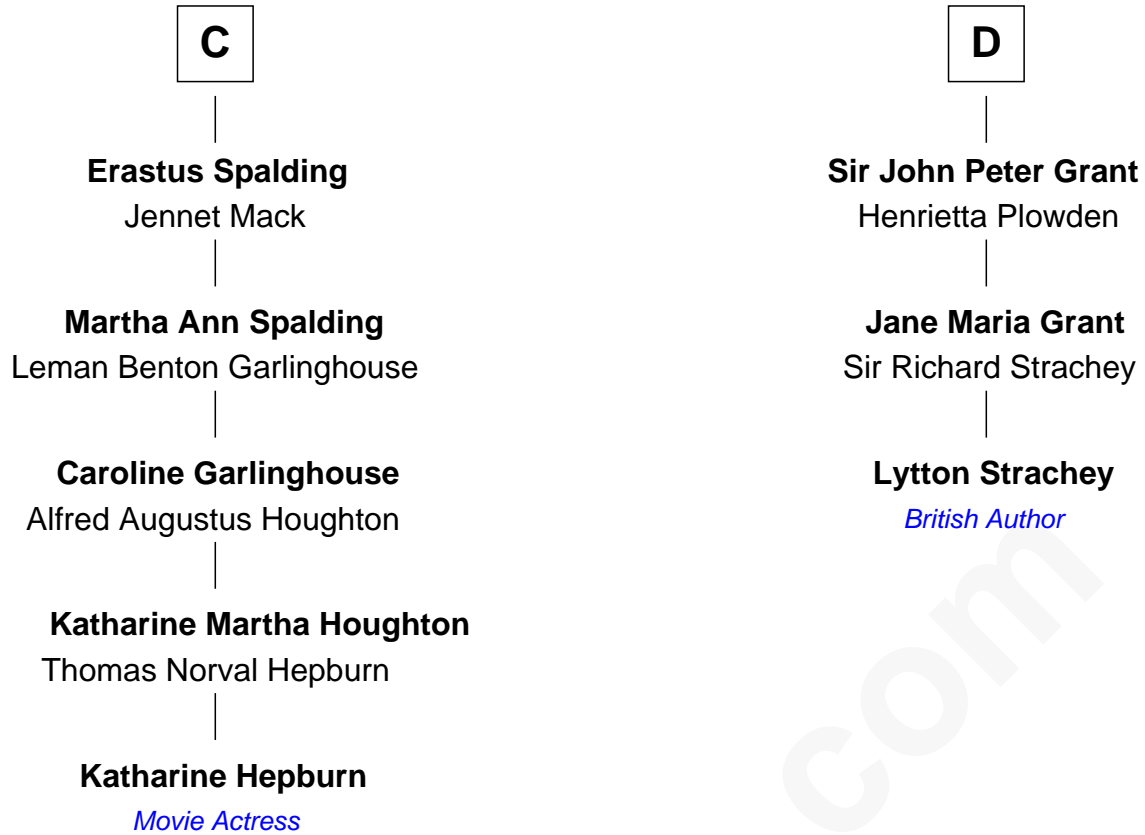 C
Erastus Spalding
Jennet Mack
Martha Ann Spalding
Leman Benton Garlinghouse
Caroline Garlinghouse
Alfred Augustus Houghton
Katharine Martha Houghton
Thomas Norval Hepburn
Katharine Hepburn
Movie Actress
D
Sir John Peter Grant
Henrietta Plowden
Jane Maria Grant
Sir Richard Strachey
Lytton Strachey
British Author
com